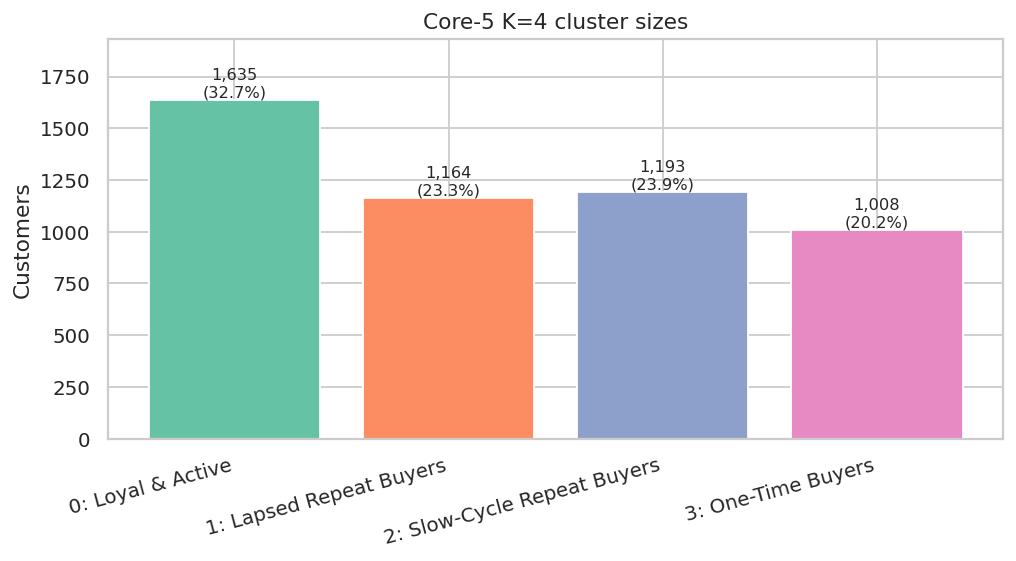 Core-5 K=4 cluster sizes
Customers
1750
1500
1250
1000
750
500
250
0
1,635
(32.7%)
1,164
(23.3%)
1,193
(23.9%)
1,008
(20.2%)
0: Loyal & Active
1: Lapsed Repeat Buyers
2: Slow-Cycle Repeat Buyers
3: One-Time Buyers